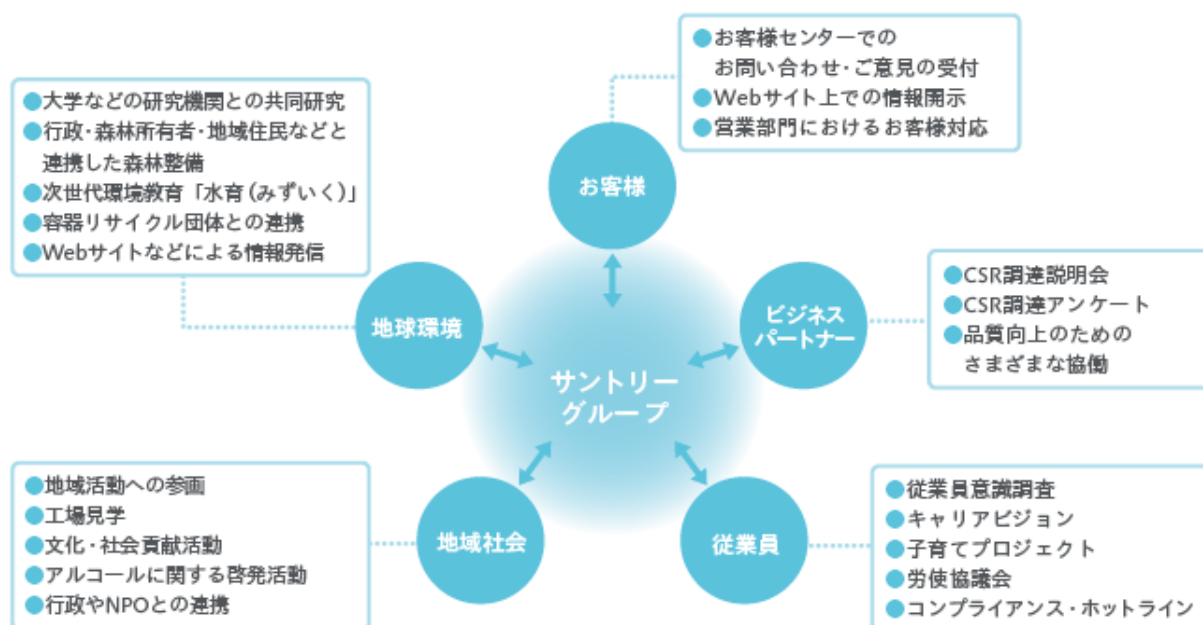 ●お客様センターでの
お問い合わせ・ご意見の受付
●Webサイト上での情報開示
●営業部門におけるお客様対応
お客様
●大学などの研究機関との共同研究
●行政・森林所有者・地域住民などと
連携した森林整備
●次世代環境教育「水育（みずいく）」
●容器リサイクル団体との連携
●Webサイトなどによる情報発信
地球環境
ビジネス
パートナー
●CSR調達説明会
●CSR調達アンケート
●品質向上のための
さまざまな協働
サントリー
グループ
●地域活動への参画
●工場見学
●文化・社会貢献活動
●アルコールに関する啓発活動
●行政やNPOとの連携
地域社会
従業員
●従業員意識調査
●キャリアビジョン
●子育てプロジェクト
●労使協議会
●コンプライアンス・ホットライン